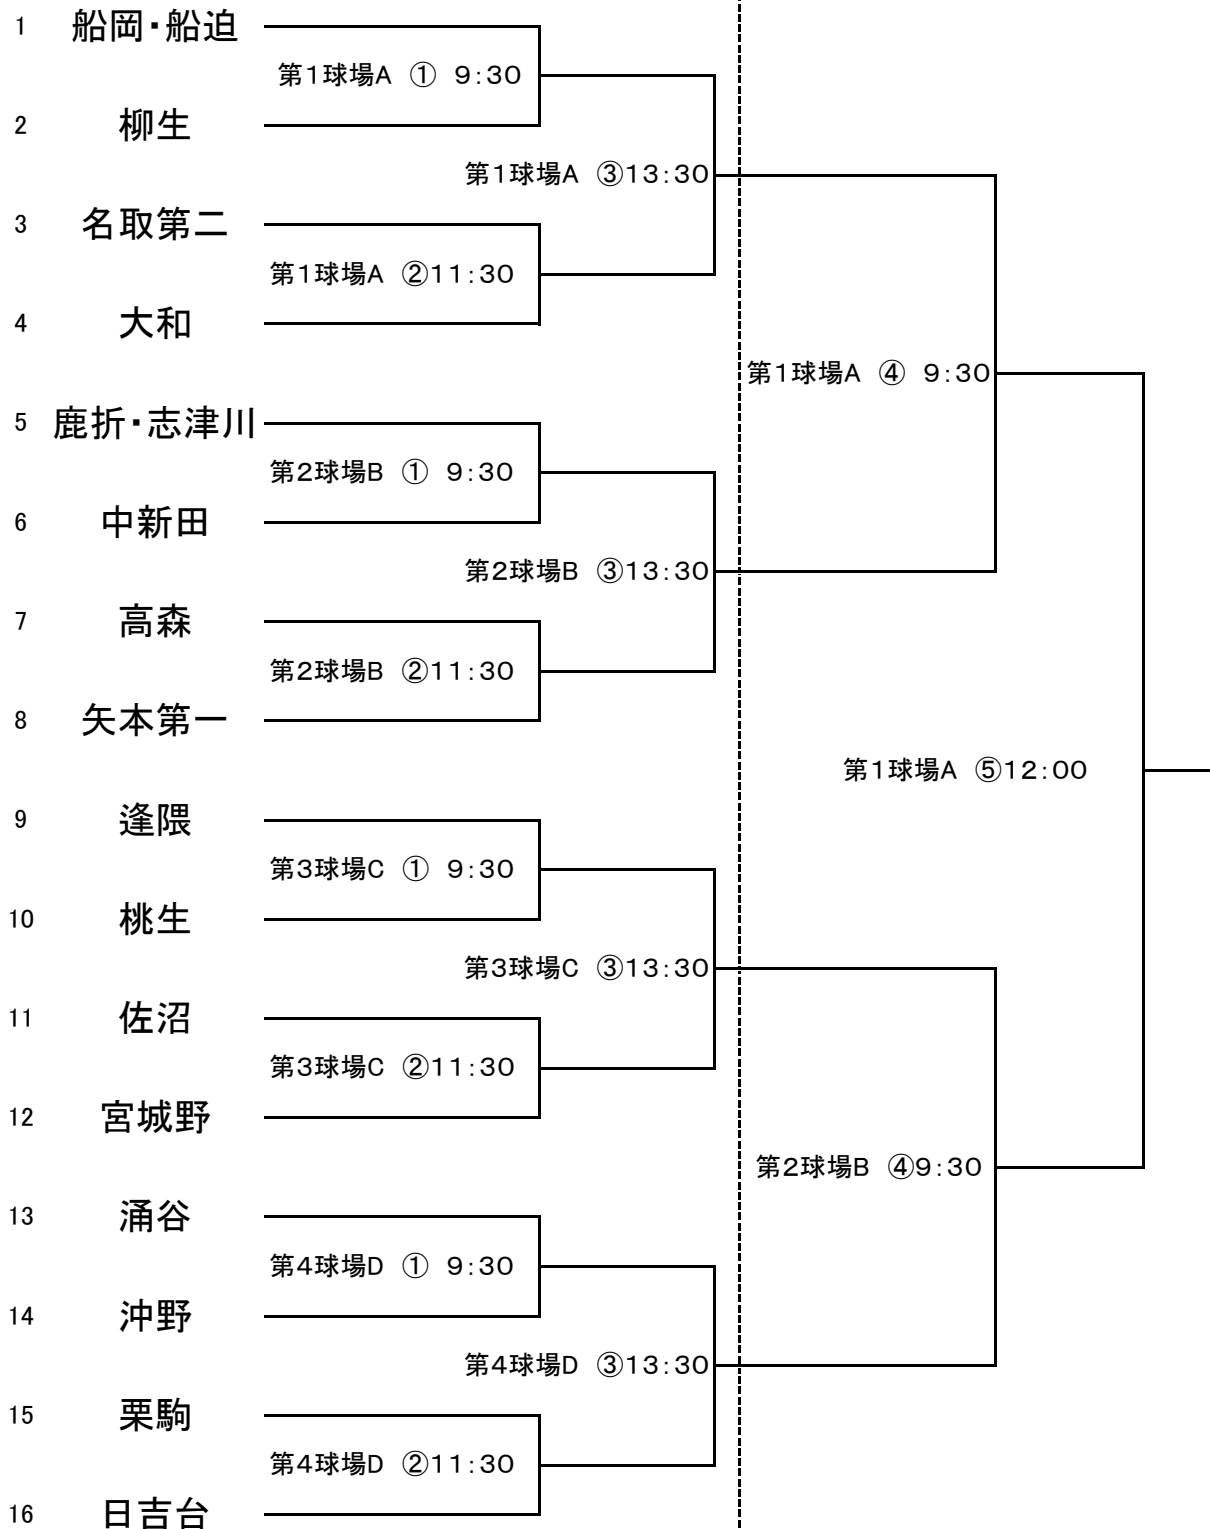 1 船岡・船迫
第1球場A ① 9:30
2 柳生
第1球場A ③13:30
3 名取第二
第1球場A ②11:30
4 大和
第1球場A ④ 9:30
5 鹿折・志津川
第2球場B ① 9:30
6 中新田
第2球場B ③13:30
7 高森
第2球場B ②11:30
8 矢本第一
第1球場A ⑤12:00
9 逢隈
第3球場C ① 9:30
10 桃生
第3球場C ③13:30
11 佐沼
第3球場C ②11:30
12 宮城野
第2球場B ④9:30
13 涌谷
第4球場D ① 9:30
14 沖野
第4球場D ③13:30
15 栗駒
第4球場D ②11:30
16 日吉台